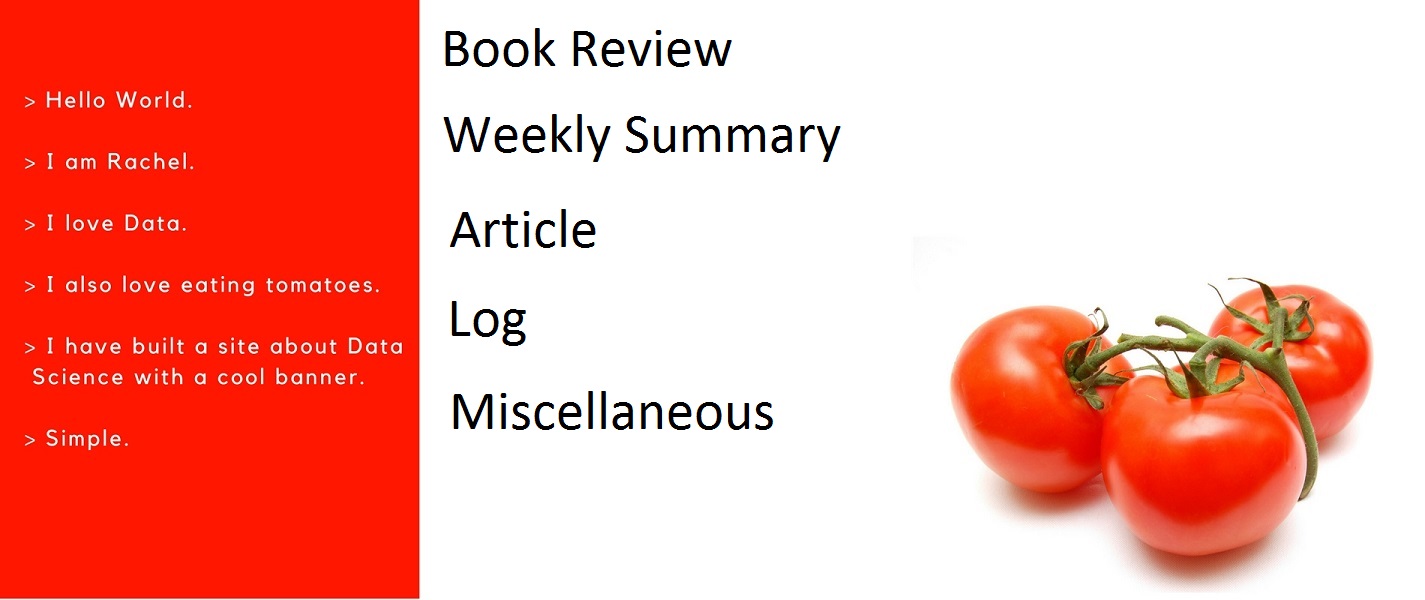 > Hello World.
> I am Rachel.
> I love Data.
> I also love eating tomatoes.
> I have built a site about Data
Science with a cool banner.
> Simple.
Book Review
Weekly Summary
Article
Log
Miscellaneous